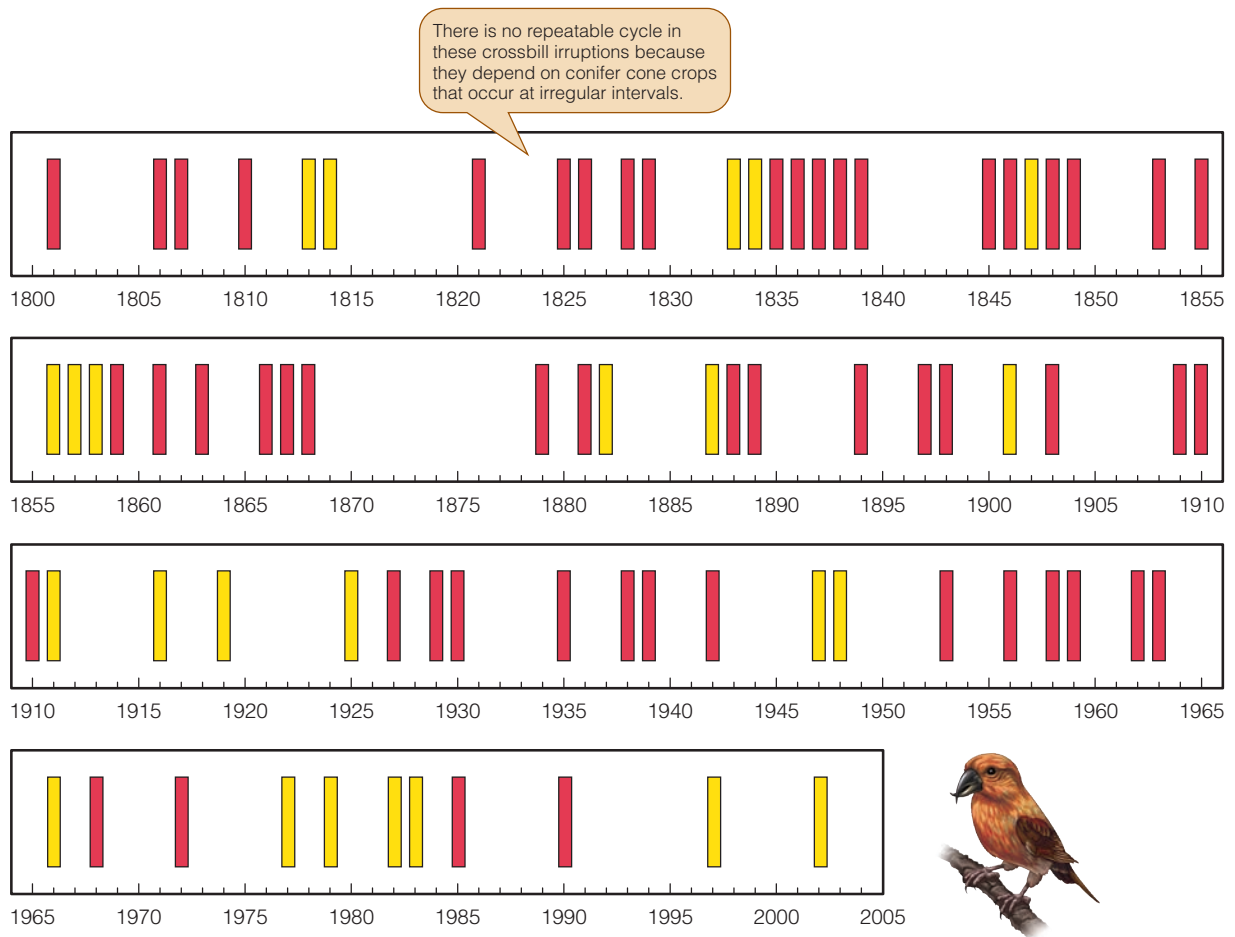 There is no repeatable cycle in
these crossbill irruptions because
they depend on conifer cone crops
that occur at irregular intervals.
1800 1805 1810 1815 1820 1825 1830 1835 1840 1845 1850 1855
1855 1860 1865 1870 1875 1880 1885 1890 1895 1900 1905 1910
1910 1915 1920 1925 1930 1935 1940 1945 1950 1955 1960 1965
1965 1970 1975 1980 1985 1990 1995 2000 2005